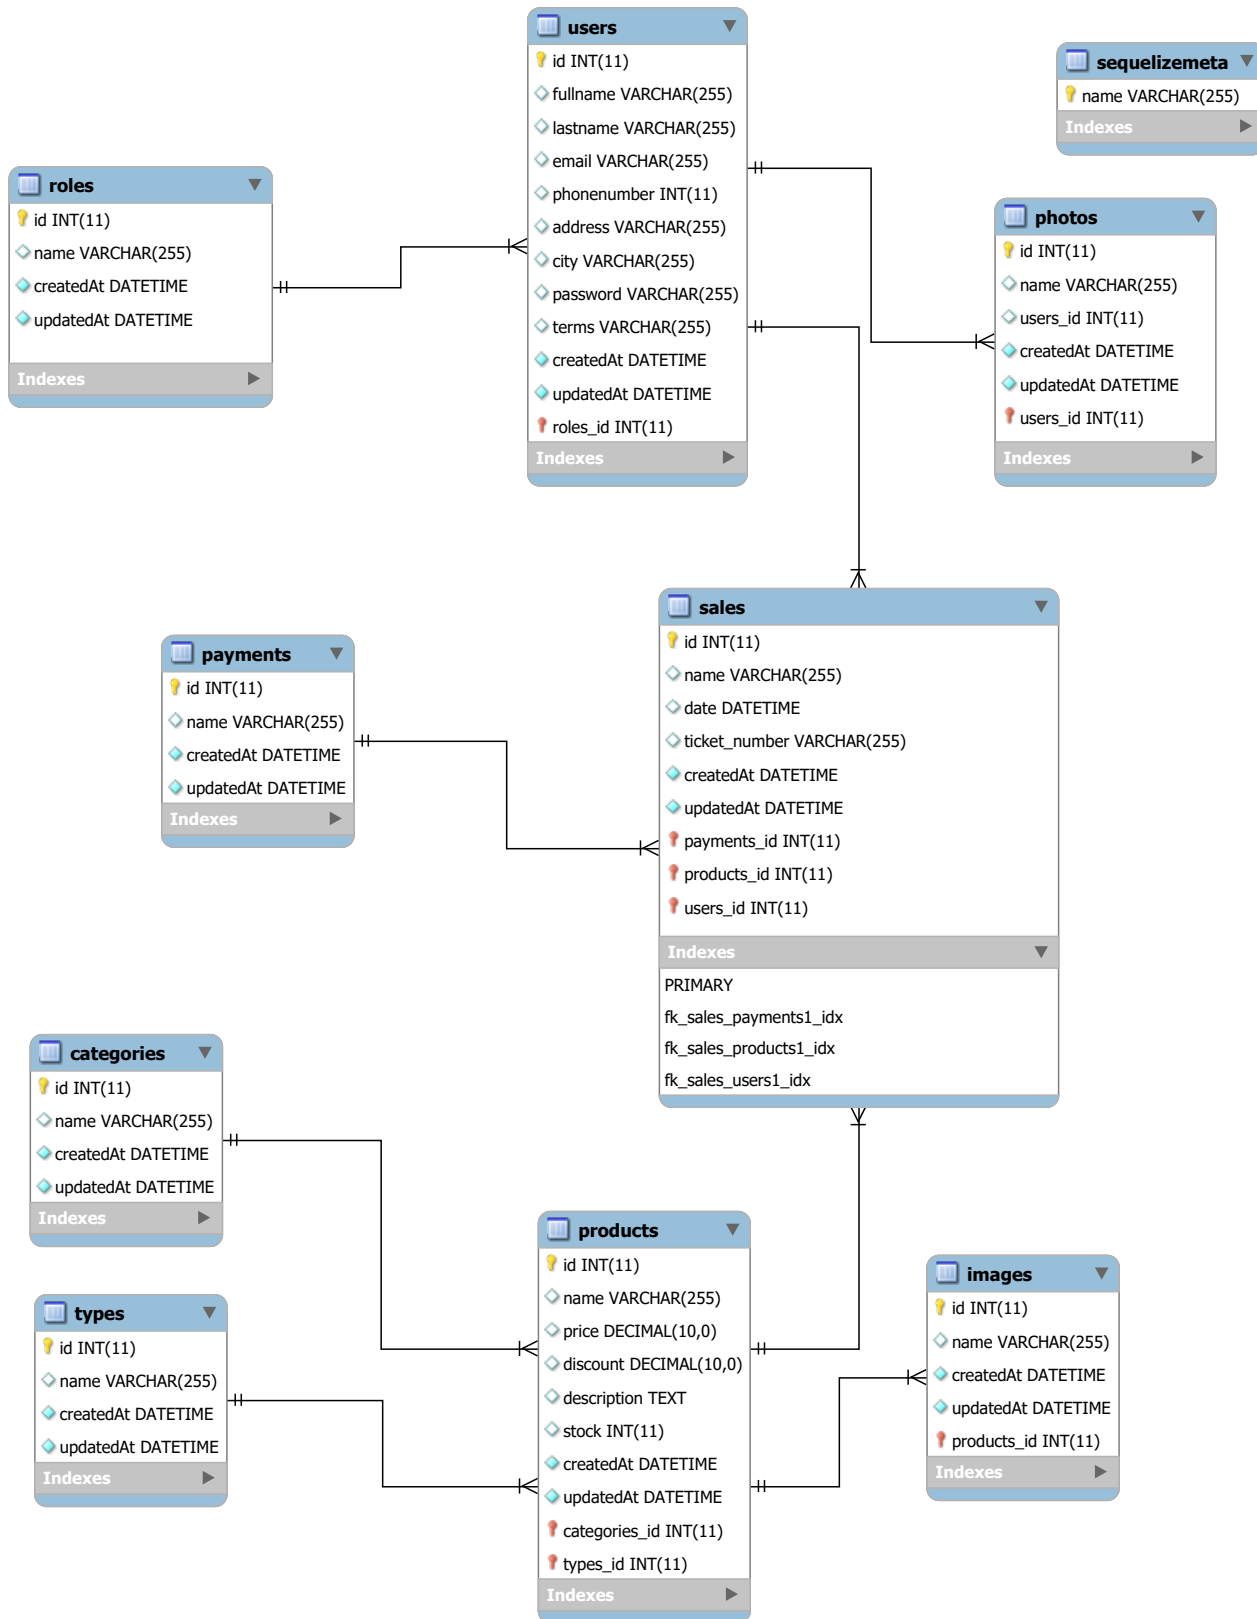 users
id INT(11)
fullname VARCHAR(255)
lastname VARCHAR(255)
email VARCHAR(255)
phonenumber INT(11)
address VARCHAR(255)
city VARCHAR(255)
password VARCHAR(255)
terms VARCHAR(255)
createdAt DATETIME
updatedAt DATETIME
roles_id INT(11)
Indexes
sequelizemeta
name VARCHAR(255)
Indexes
roles
id INT(11)
name VARCHAR(255)
createdAt DATETIME
updatedAt DATETIME
Indexes
photos
id INT(11)
name VARCHAR(255)
users_id INT(11)
createdAt DATETIME
updatedAt DATETIME
users_id INT(11)
Indexes
sales
id INT(11)
name VARCHAR(255)
date DATETIME
ticket_number VARCHAR(255)
createdAt DATETIME
updatedAt DATETIME
payments_id INT(11)
products_id INT(11)
users_id INT(11)
Indexes
PRIMARY
fk_sales_payments1_idx
fk_sales_products1_idx
fk_sales_users1_idx
payments
id INT(11)
name VARCHAR(255)
createdAt DATETIME
updatedAt DATETIME
Indexes
categories
id INT(11)
name VARCHAR(255)
createdAt DATETIME
updatedAt DATETIME
Indexes
types
id INT(11)
name VARCHAR(255)
createdAt DATETIME
updatedAt DATETIME
Indexes
products
id INT(11)
name VARCHAR(255)
price DECIMAL(10,0)
discount DECIMAL(10,0)
description TEXT
stock INT(11)
createdAt DATETIME
updatedAt DATETIME
categories_id INT(11)
types_id INT(11)
Indexes
images
id INT(11)
name VARCHAR(255)
createdAt DATETIME
updatedAt DATETIME
products_id INT(11)
Indexes